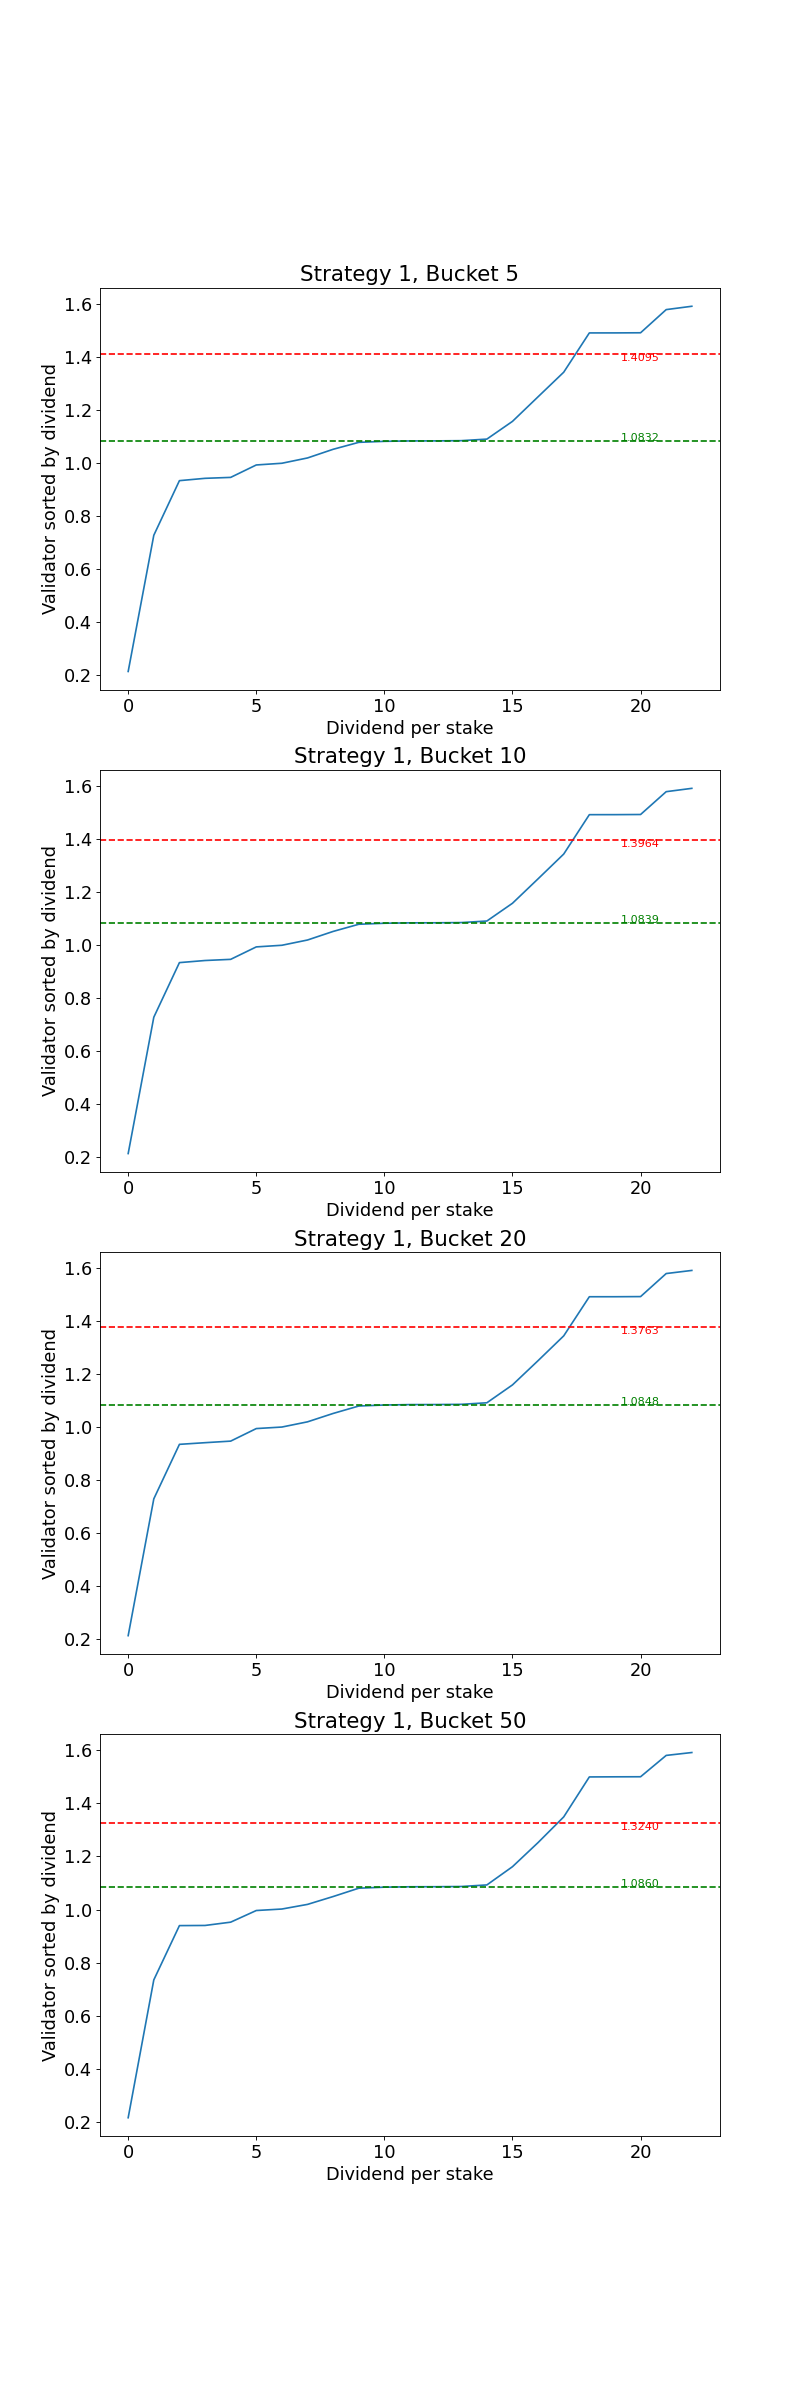 Strategy 1, Bucket 5
Validator sorted by dividend
1.6
1.4
1.2
1.0
0.8
0.6
0.4
0.2
1.4095
1.0832
0 5 10 15 20
Dividend per stake
Strategy 1, Bucket 10
Validator sorted by dividend
1.6
1.4
1.2
1.0
0.8
0.6
0.4
0.2
1.3964
1.0839
0 5 10 15 20
Dividend per stake
Strategy 1, Bucket 20
Validator sorted by dividend
1.6
1.4
1.2
1.0
0.8
0.6
0.4
0.2
1.3763
1.0848
0 5 10 15 20
Dividend per stake
Strategy 1, Bucket 50
Validator sorted by dividend
1.6
1.4
1.2
1.0
0.8
0.6
0.4
0.2
1.3240
1.0860
0 5 10 15 20
Dividend per stake